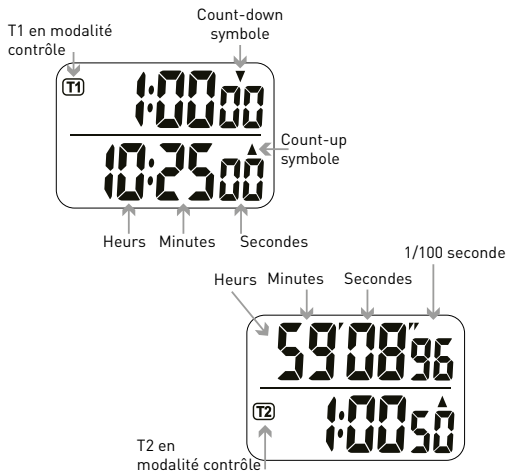 Count-down
symbole
T1 en modalité
contrôle
T1
1:00 00
Count-up
symbole
10:25 00
Heurs Minutes Secondes
1/100 seconde
Heurs Minutes Secondes
59'08"96
T2
1:00 50
T2 en
modalité contrôle